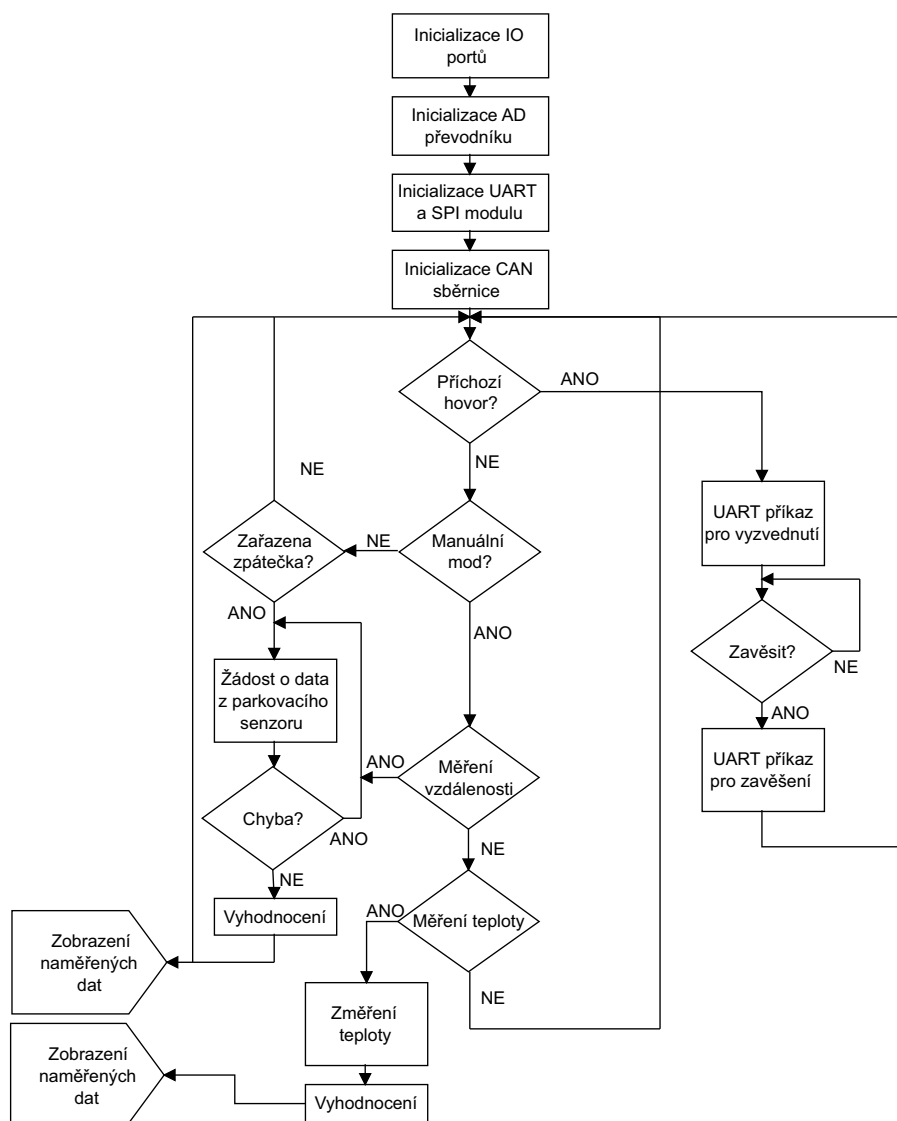 Inicializace IO
portů
Inicializace AD
převodníku
Inicializace UART
a SPI modulu
Inicializace CAN
sběrnice
Příchozí
hovor?
ANO
NE
UART příkaz
pro vyzvednutí
Zavěsit?
NE
ANO
UART příkaz
pro zavěšení
Manuální
mod?
NE
ANO
Zařazena
zpátečka?
NE
ANO
Žádost o data
z parkovacího
senzoru
Chyba?
ANO
NE
Vyhodnocení
Zobrazení
naměřených
dat
Měření
vzdálenosti
ANO
NE
Měření teploty
ANO
NE
Změření
teploty
Vyhodnocení
Zobrazení
naměřených
dat